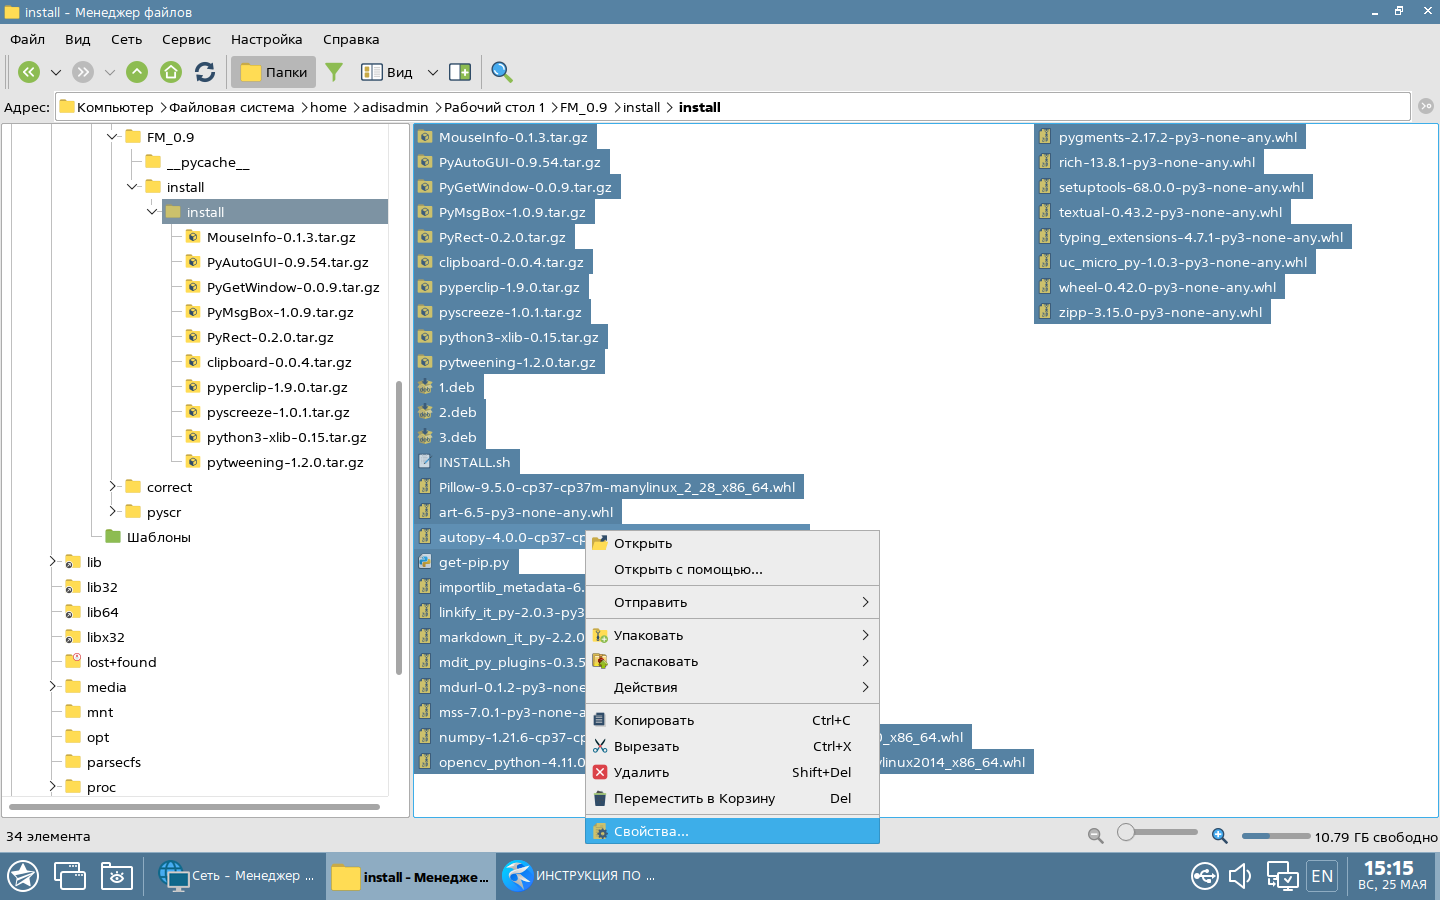 install – Менеджер файлов
Файл Вид Сеть Сервис Настройка Справка
Папки Вид
Адрес: Компьютер Файловая система home adisadmin Рабочий стол 1 FM_0.9 install install
FM_0.9
__pycache__
install
install
MouseInfo-0.1.3.tar.gz
PyAutoGUI-0.9.54.tar.gz
PyGetWindow-0.0.9.tar.gz
PyMsgBox-1.0.9.tar.gz
PyRect-0.2.0.tar.gz
clipboard-0.0.4.tar.gz
pyperclip-1.9.0.tar.gz
pyscreeze-1.0.1.tar.gz
python3-xlib-0.15.tar.gz
pytweening-1.2.0.tar.gz
correct
pyscr
Шаблоны
lib
lib32
lib64
libx32
lost+found
media
mnt
opt
parsecfs
proc
MouseInfo-0.1.3.tar.gz
PyAutoGUI-0.9.54.tar.gz
PyGetWindow-0.0.9.tar.gz
PyMsgBox-1.0.9.tar.gz
PyRect-0.2.0.tar.gz
clipboard-0.0.4.tar.gz
pyperclip-1.9.0.tar.gz
pyscreeze-1.0.1.tar.gz
python3-xlib-0.15.tar.gz
pytweening-1.2.0.tar.gz
1.deb
2.deb
3.deb
INSTALL.sh
Pillow-9.5.0-cp37-cp37m-manylinux_2_28_x86_64.whl
art-6.5-py3-none-any.whl
autopy-4.0.0-cp37-cp
get-pip.py
importlib_metadata-6.
linkify_it_py-2.0.3-py3
markdown_it_py-2.2.0
mdit_py_plugins-0.3.5
mdurl-0.1.2-py3-none
mss-7.0.1-py3-none-a
numpy-1.21.6-cp37-cp 0_x86_64.whl
opencv_python-4.11.0 ylinux2014_x86_64.whl
pygments-2.17.2-py3-none-any.whl
rich-13.8.1-py3-none-any.whl
setuptools-68.0.0-py3-none-any.whl
textual-0.43.2-py3-none-any.whl
typing_extensions-4.7.1-py3-none-any.whl
uc_micro_py-1.0.3-py3-none-any.whl
wheel-0.42.0-py3-none-any.whl
zipp-3.15.0-py3-none-any.whl
Открыть
Открыть с помощью...
Отправить
Упаковать
Распаковать
Действия
Копировать Ctrl+C
Вырезать Ctrl+X
Удалить Shift+Del
Переместить в Корзину Del
Свойства...
34 элемента
10.79 ГБ свободно
Сеть – Менеджер ...
install – Менедже...
ИНСТРУКЦИЯ ПО ...
EN
15:15
ВС, 25 МАЯ